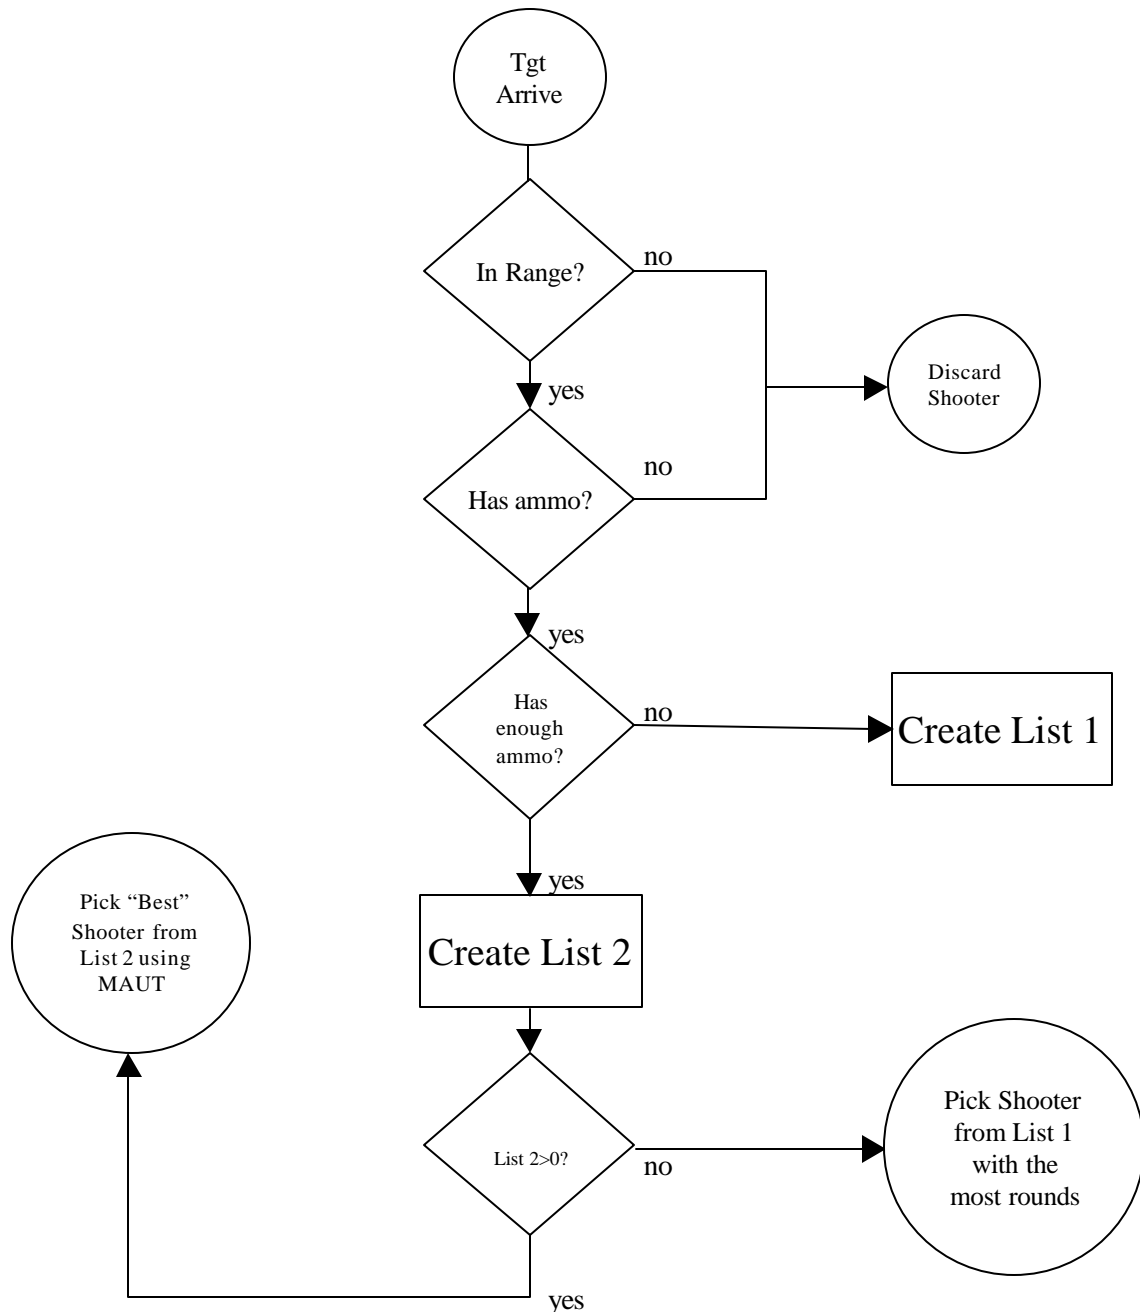 Tgt
Arrive
In Range?
no
yes
Discard
Shooter
Has ammo?
no
yes
Has
enough
ammo?
no
Create List 1
yes
Create List 2
Pick “Best”
Shooter from
List 2 using
MAUT
List 2>0?
no
Pick Shooter
from List 1
with the
most rounds
yes